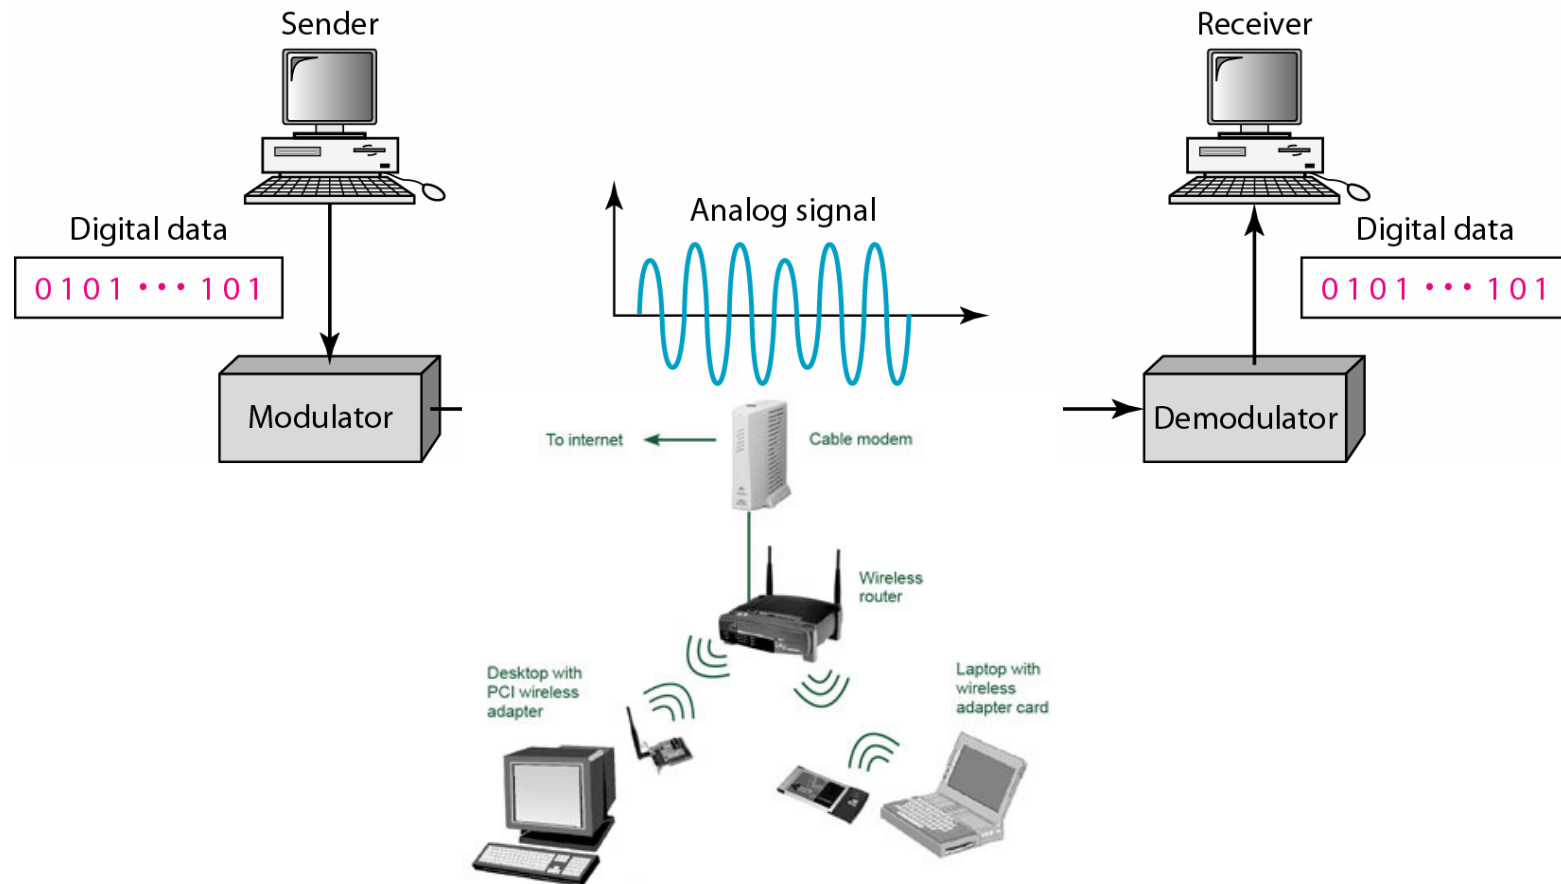 Sender
Receiver
Digital data
0101 ••• 101
Analog signal
Digital data
0101 ••• 101
Modulator
Demodulator
To internet
Cable modem
Wireless
router
Desktop with
PCI wireless
adapter
Laptop with
wireless
adapter card